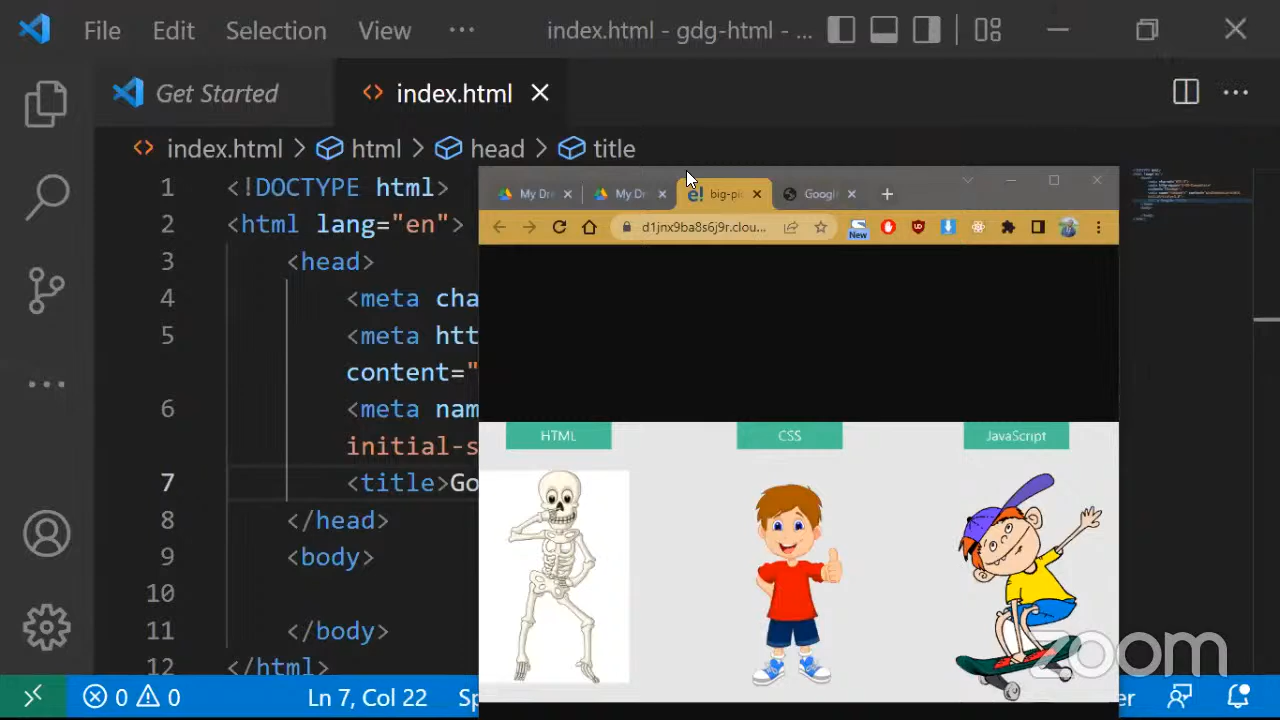 File Edit Selection View ··· index.html - gdg-html - ...
Get Started index.html
index.html > html > head > title
1 <!DOCTYPE html>
2 <html lang="en">
3 <head>
4 <meta cha
5 <meta htt
content="
6 <meta nam
initial-s
7 <title>Go
8 </head>
9 <body>
10
11 </body>
12 </html>
My Dr My Dr big-pi Googl
d1jnx9ba8s6j9r.clou...
New
HTML CSS JavaScript
zoom
0 0 Ln 7, Col 22 Sp er